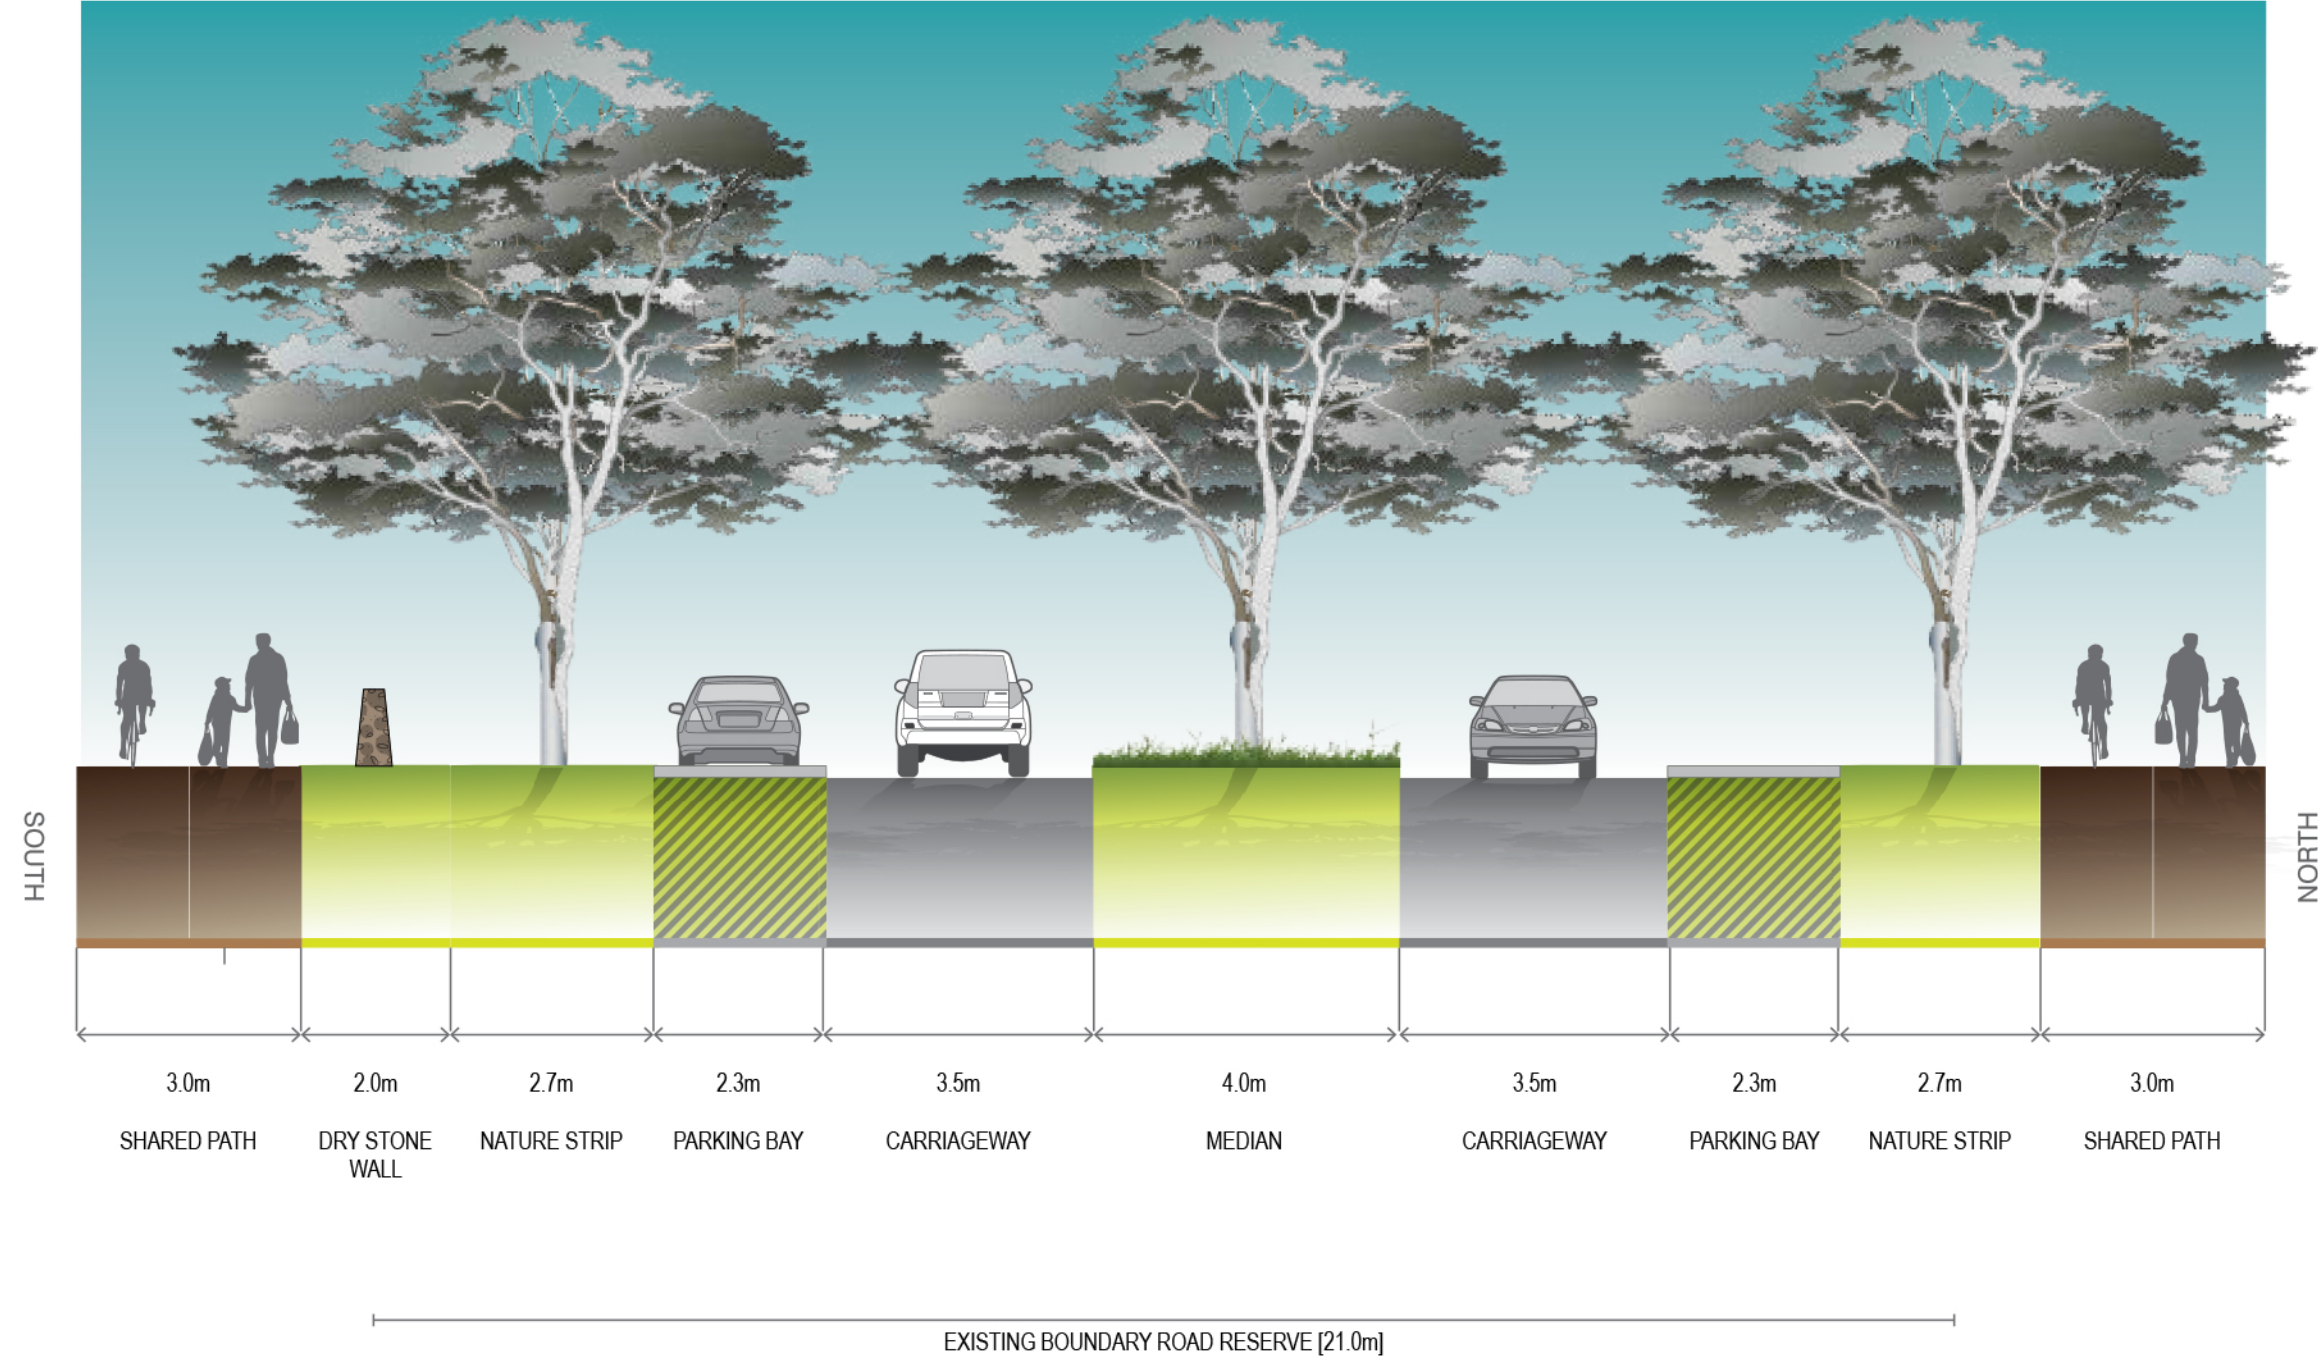 SOUTH
NORTH
3.0m 2.0m 2.7m 2.3m 3.5m 4.0m 3.5m 2.3m 2.7m 3.0m
SHARED PATH DRY STONE NATURE STRIP PARKING BAY CARRIAGEWAY MEDIAN CARRIAGEWAY PARKING BAY NATURE STRIP SHARED PATH
WALL
EXISTING BOUNDARY ROAD RESERVE [21.0m]